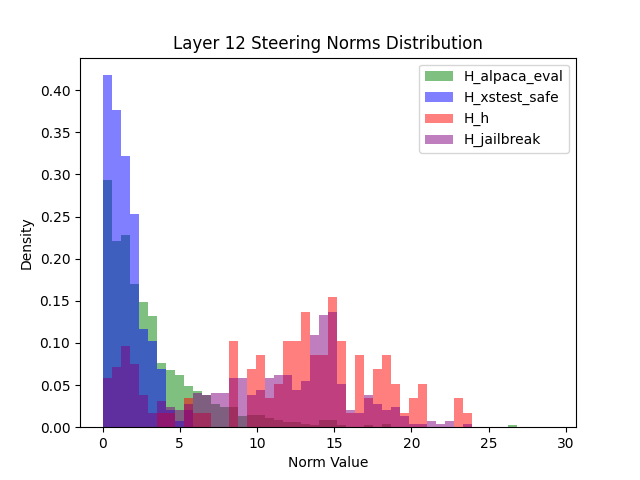 Layer 12 Steering Norms Distribution
H_alpaca_eval
H_xstest_safe
H_h
H_jailbreak
Density
0.40
0.35
0.30
0.25
0.20
0.15
0.10
0.05
0.00
0 5 10 15 20 25 30
Norm Value